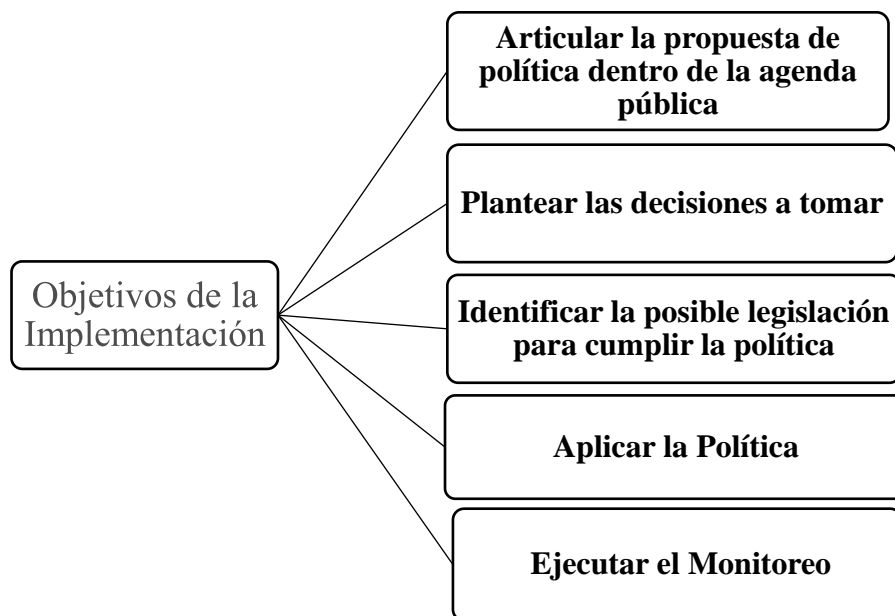 Articular la propuesta de
política dentro de la agenda
pública
Plantear las decisiones a tomar
Objetivos de la
Implementación
Identificar la posible legislación
para cumplir la política
Aplicar la Política
Ejecutar el Monitoreo